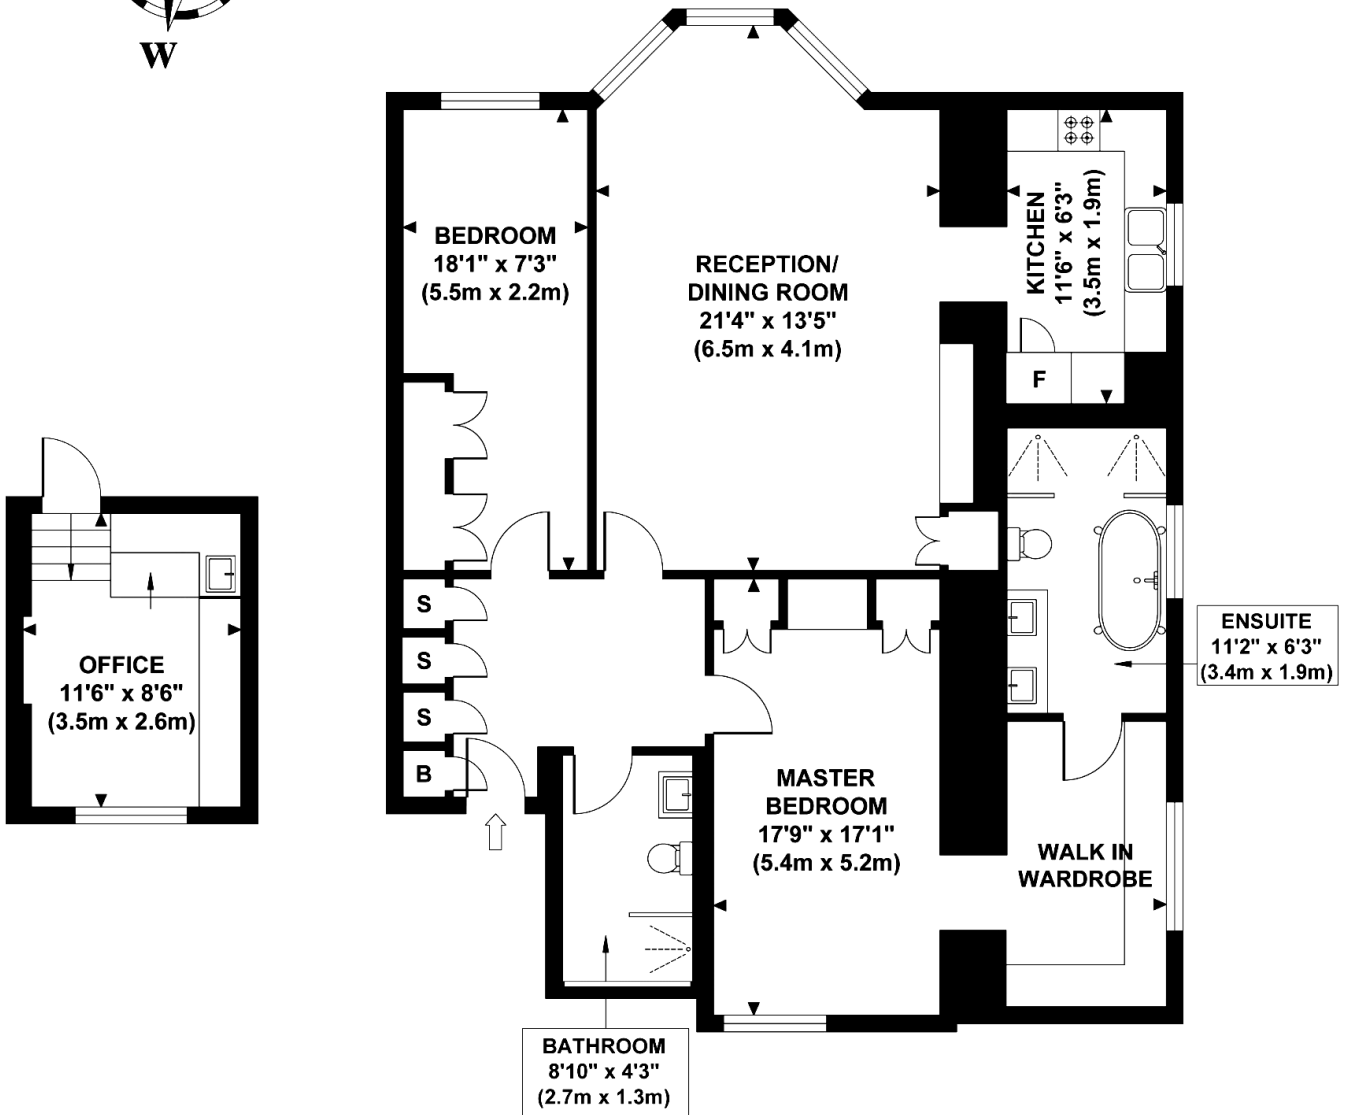 W
BEDROOM
18'1" x 7'3"
(5.5m x 2.2m)
RECEPTION/
DINING ROOM
21'4" x 13'5"
(6.5m x 4.1m)
KITCHEN
11'6" x 6'3"
(3.5m x 1.9m)
F
S
S
S
B
OFFICE
11'6" x 8'6"
(3.5m x 2.6m)
ENSUITE
11'2" x 6'3"
(3.4m x 1.9m)
MASTER
BEDROOM
17'9" x 17'1"
(5.4m x 5.2m)
WALK IN
WARDROBE
BATHROOM
8'10" x 4'3"
(2.7m x 1.3m)